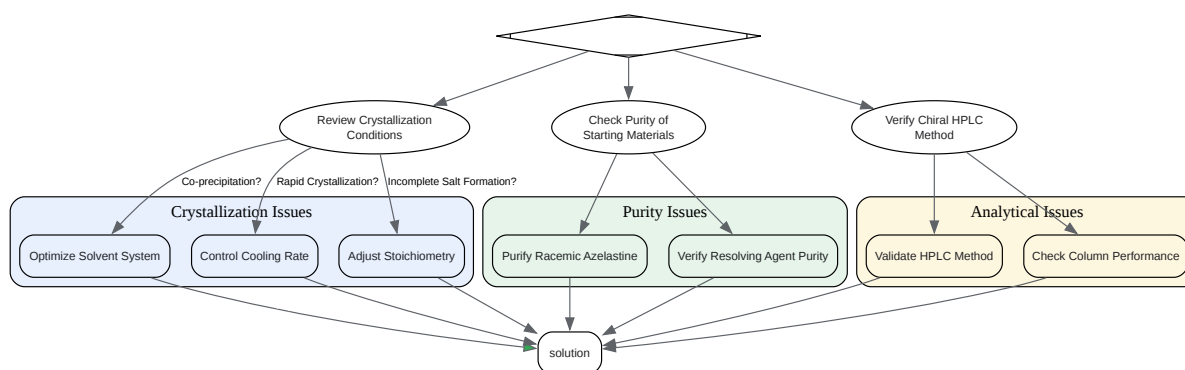 Review Crystallization
Conditions
Check Purity of
Starting Materials
Verify Chiral HPLC
Method
Co-precipitation?
Rapid Crystallization?
Incomplete Salt Formation?
Crystallization Issues
Purity Issues
Analytical Issues
Optimize Solvent System
Control Cooling Rate
Adjust Stoichiometry
Purify Racemic Azelastine
Verify Resolving Agent Purity
Validate HPLC Method
Check Column Performance
solution